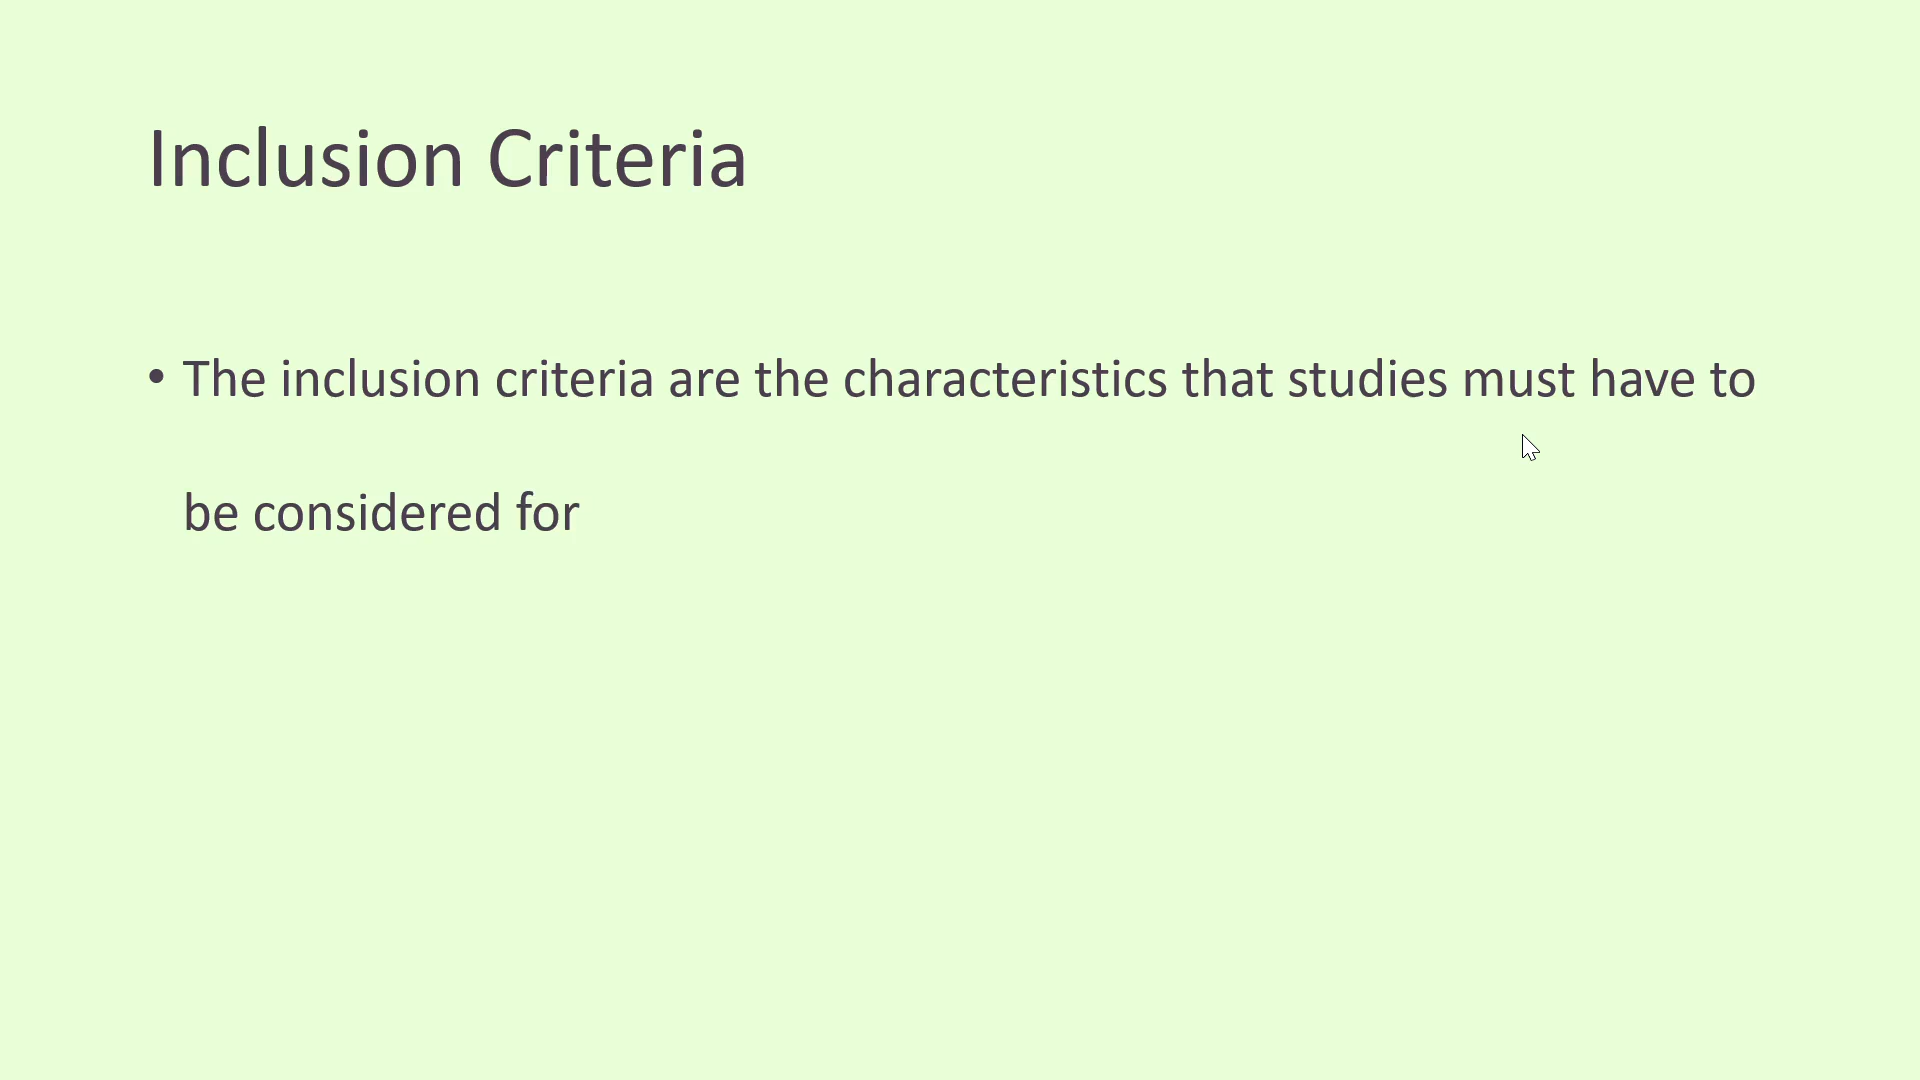 Inclusion Criteria
• The inclusion criteria are the characteristics that studies must have to
be considered for